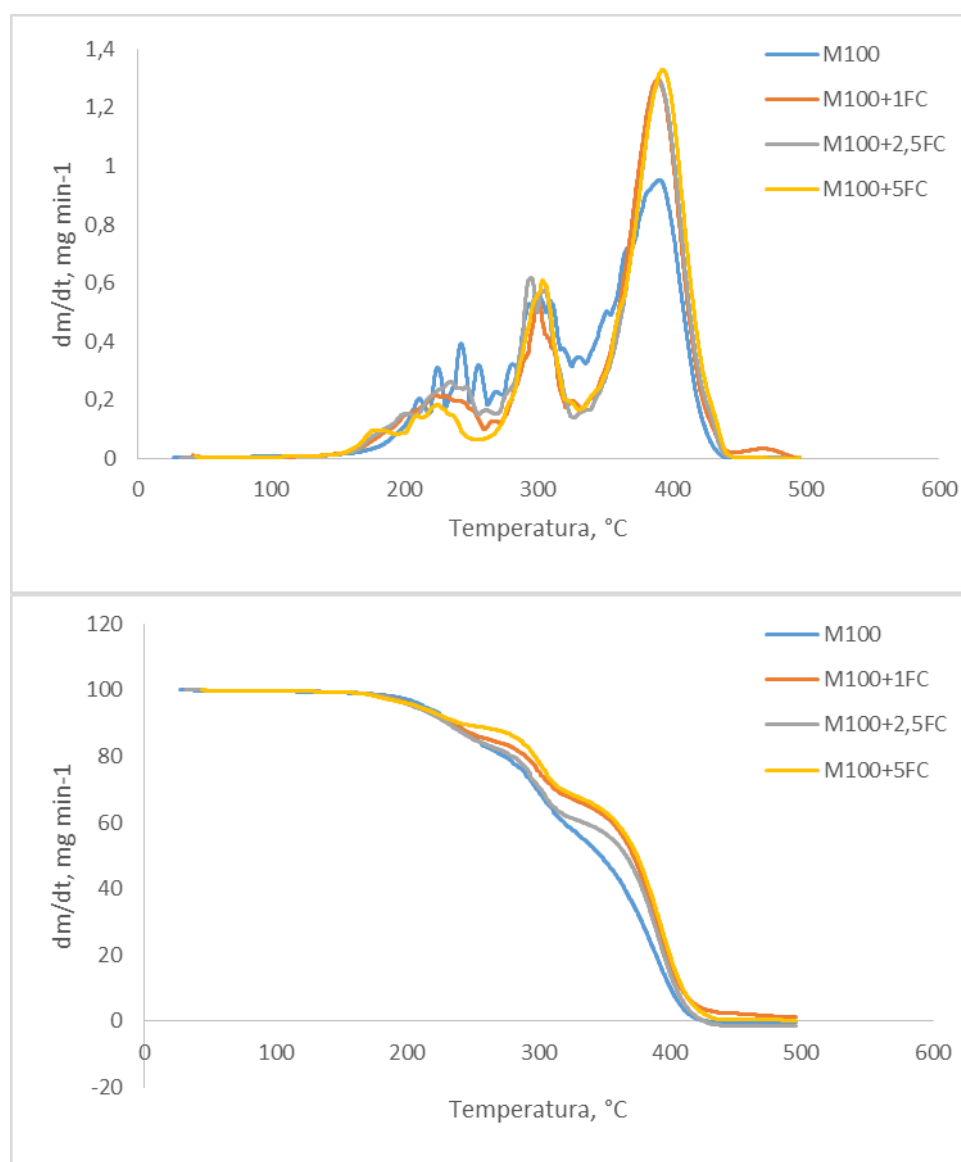 1,4
1,2
1
0,8
0,6
0,4
0,2
0
dm/dt, mg min-1
0 100 200 300 400 500 600
Temperatura, °C
M100
M100+1FC
M100+2,5FC
M100+5FC
120
100
80
60
40
20
0
-20
dm/dt, mg min-1
0 100 200 300 400 500 600
Temperatura, °C
M100
M100+1FC
M100+2,5FC
M100+5FC